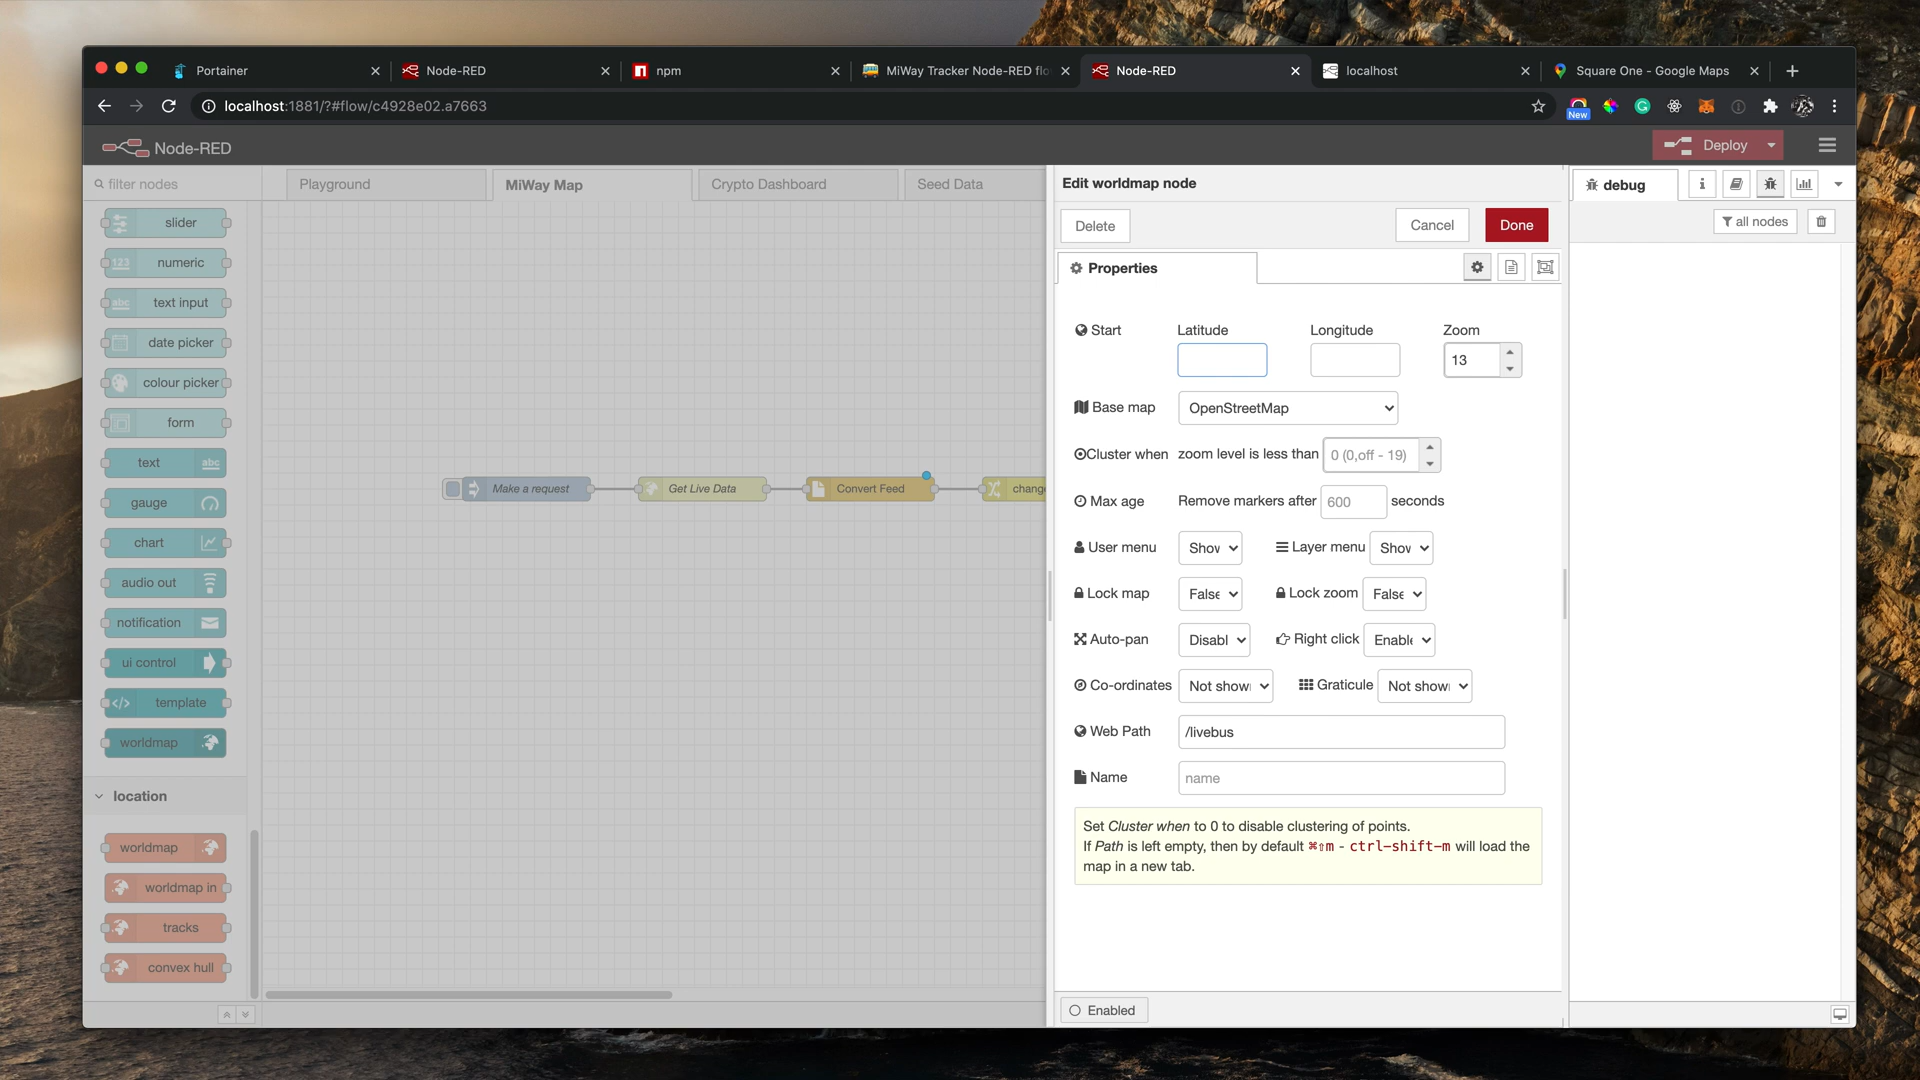 Portainer
Node-RED
npm
MiWay Tracker Node-RED flo
Node-RED
localhost
Square One - Google Maps
localhost:1881/?#flow/c4928e02.a7663
New
Node-RED
Deploy
filter nodes
Playground
MiWay Map
Crypto Dashboard
Seed Data
Edit worldmap node
debug
i
Delete
Cancel
Done
all nodes
Properties
slider
123 numeric
abc text input
date picker
colour picker
form
text abc
gauge
chart
audio out
notification
ui control
</> template
worldmap
location
worldmap
worldmap in
tracks
convex hull
Make a request
Get Live Data
Convert Feed
change
Start Latitude Longitude Zoom
13
Base map OpenStreetMap
Cluster when zoom level is less than 0 (0,off - 19)
Max age Remove markers after 600 seconds
User menu Show Layer menu Show
Lock map False Lock zoom False
Auto-pan Disabl Right click Enable
Co-ordinates Not show Graticule Not show
Web Path /livebus
Name name
Set Cluster when to 0 to disable clustering of points.
If Path is left empty, then by default ⌘⇧m - ctrl-shift-m will load the
map in a new tab.
Enabled